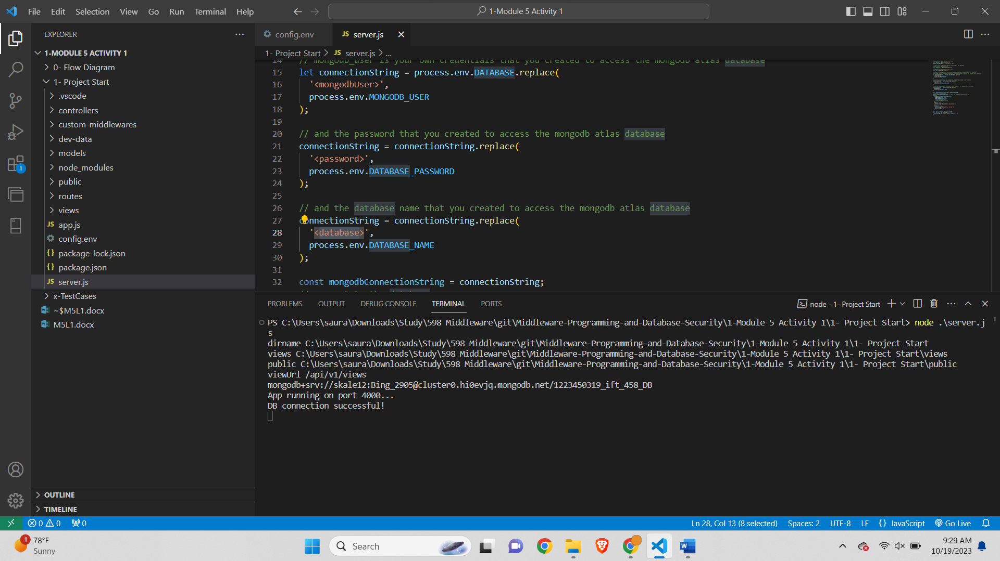 File Edit Selection View Go Run Terminal Help
1-Module 5 Activity 1
EXPLORER
1-MODULE 5 ACTIVITY 1
0- Flow Diagram
1- Project Start
.vscode
controllers
custom-middlewares
dev-data
models
node_modules
public
routes
views
JS app.js
config.env
{} package-lock.json
{} package.json
JS server.js
x-TestCases
~$M5L1.docx
M5L1.docx
OUTLINE
TIMELINE
config.env
JS server.js
1- Project Start > JS server.js > ...
14 // mongodb_user is your own credentials that you created to access the mongodb atlas database
15 let connectionString = process.env.DATABASE.replace(
16 '<mongodbUser>',
17 process.env.MONGODB_USER
18 );
19
20 // and the password that you created to access the mongodb atlas database
21 connectionString = connectionString.replace(
22 '<password>',
23 process.env.DATABASE_PASSWORD
24 );
25
26 // and the database name that you created to access the mongodb atlas database
27 connectionString = connectionString.replace(
28 '<database>',
29 process.env.DATABASE_NAME
30 );
31
32 const mongodbConnectionString = connectionString;
PROBLEMS OUTPUT DEBUG CONSOLE TERMINAL PORTS
node - 1- Project Start
PS C:\Users\saura\Downloads\Study\598 Middleware\git\Middleware-Programming-and-Database-Security\1-Module 5 Activity 1\1- Project Start> node .\server.j
s
dirname C:\Users\saura\Downloads\Study\598 Middleware\git\Middleware-Programming-and-Database-Security\1-Module 5 Activity 1\1- Project Start
views C:\Users\saura\Downloads\Study\598 Middleware\git\Middleware-Programming-and-Database-Security\1-Module 5 Activity 1\1- Project Start\views
public C:\Users\saura\Downloads\Study\598 Middleware\git\Middleware-Programming-and-Database-Security\1-Module 5 Activity 1\1- Project Start\public
viewUrl /api/v1/views
mongodb+srv://skale12:Bing_2905@cluster0.hi0evjq.mongodb.net/1223450319_ift_458_DB
App running on port 4000...
DB connection successful!
0 0 0
Ln 28, Col 13 (8 selected) Spaces: 2 UTF-8 LF {} JavaScript Go Live
1
1
78°F
Sunny
Search
9:29 AM
10/19/2023